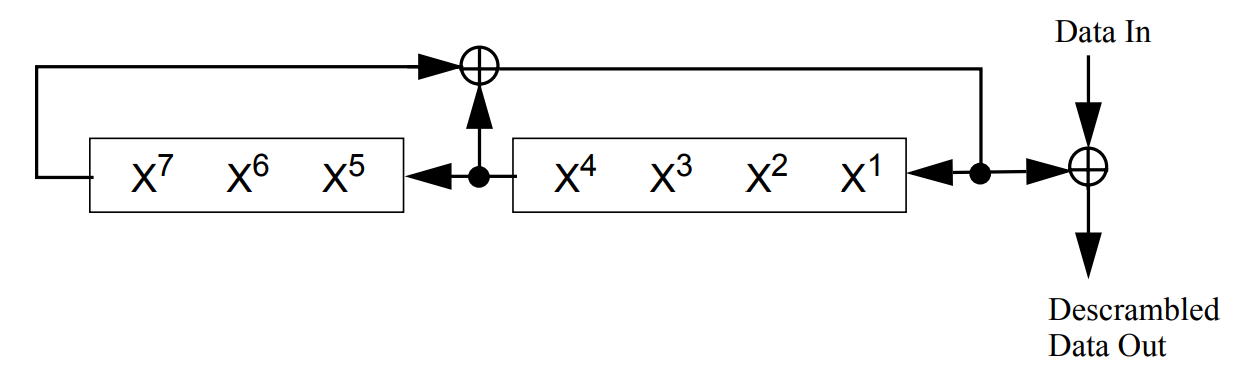 Data In
X⁷ X⁶ X⁵ X⁴ X³ X² X¹
Descrambled
Data Out